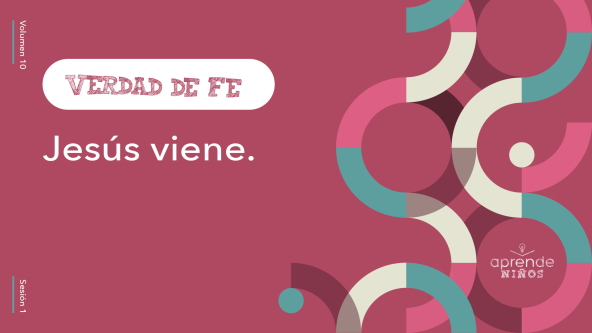 Volumen 10
VERDAD DE FE
Jesús viene.
aprende
NIÑOS
Sesión 1